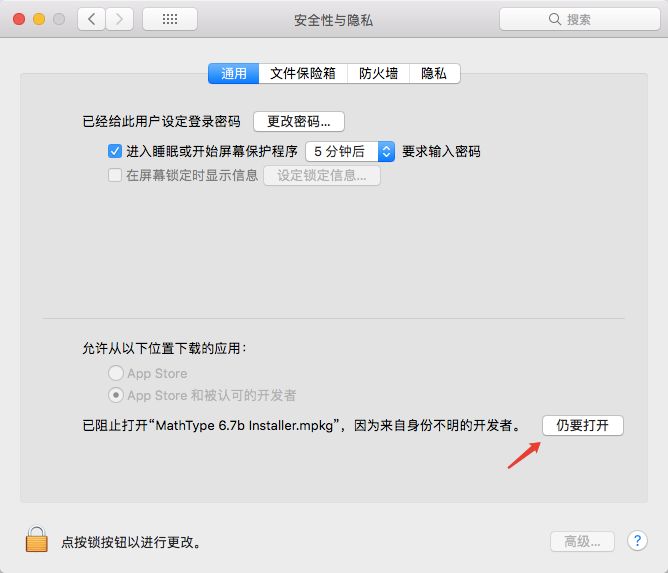 安全性与隐私
搜索
通用 文件保险箱 防火墙 隐私
已经给此用户设定登录密码 更改密码...
进入睡眠或开始屏幕保护程序 5 分钟后 要求输入密码
在屏幕锁定时显示信息 设定锁定信息...
允许从以下位置下载的应用：
App Store
App Store 和被认可的开发者
已阻止打开“MathType 6.7b Installer.mpkg”，因为来自身份不明的开发者。 仍要打开
点按锁按钮以进行更改。
高级... ?